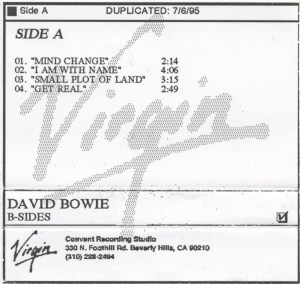 Side A DUPLICATED: 7/6/95
SIDE A
01. "MIND CHANGE" 2:14
02. "I AM WITH NAME" 4:06
03. "SMALL PLOT OF LAND" 3:15
04. "GET REAL" 2:49
Virgin
DAVID BOWIE
B-SIDES
Virgin
Convent Recording Studio
330 N. Foothill Rd. Beverly Hills, CA 90210
(310) 288-2494